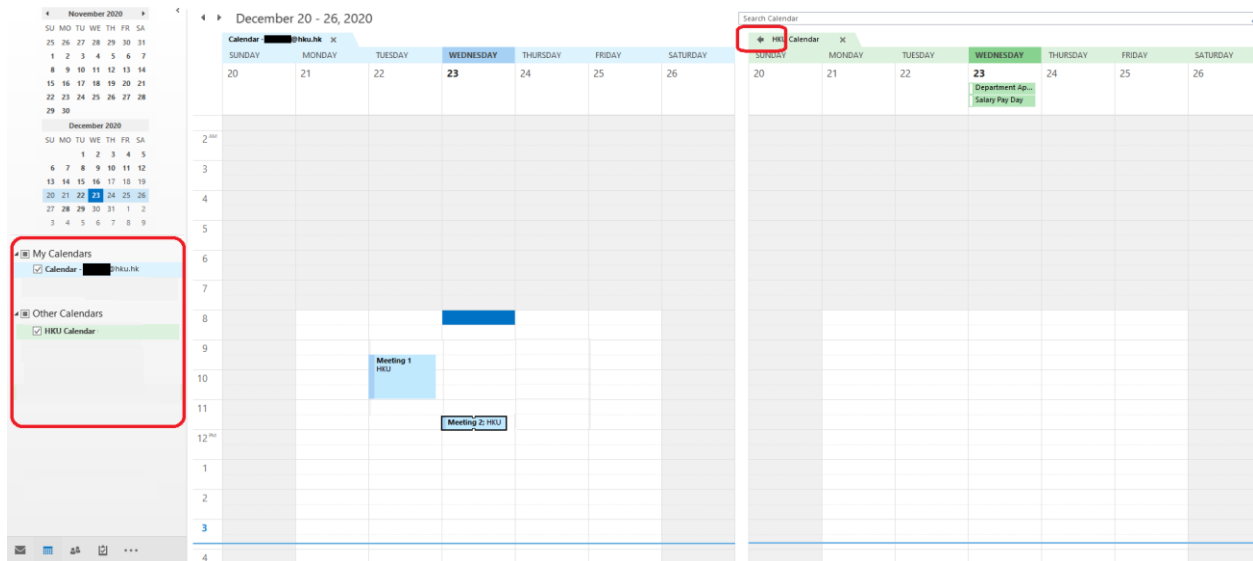 November 2020
SU MO TU WE TH FR SA
25 26 27 28 29 30 31
1 2 3 4 5 6 7
8 9 10 11 12 13 14
15 16 17 18 19 20 21
22 23 24 25 26 27 28
29 30
December 2020
SU MO TU WE TH FR SA
1 2 3 4 5
6 7 8 9 10 11 12
13 14 15 16 17 18 19
20 21 22 23 24 25 26
27 28 29 30 31 1 2
3 4 5 6 7 8 9
My Calendars
Calendar - @hku.hk
Other Calendars
HKU Calendar
December 20 - 26, 2020
Calendar - @hku.hk
SUNDAY MONDAY TUESDAY WEDNESDAY THURSDAY FRIDAY SATURDAY
20 21 22 23 24 25 26
2 AM
3
4
5
6
7
8
9
Meeting 1
HKU
10
11
Meeting 2: HKU
12 PM
1
2
3
4
Search Calendar
HKU Calendar
SUNDAY MONDAY TUESDAY WEDNESDAY THURSDAY FRIDAY SATURDAY
20 21 22 23 24 25 26
Department Ap...
Salary Pay Day